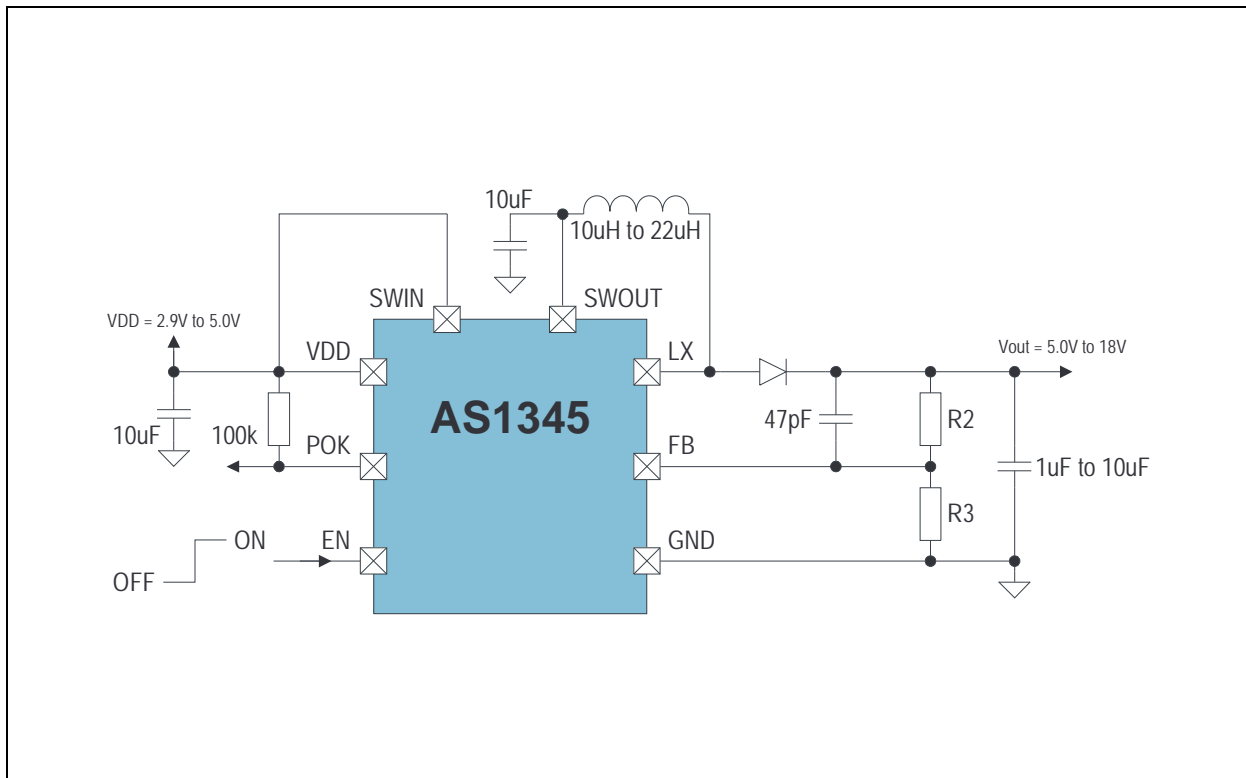 10uF
10uH to 22uH
SWIN
SWOUT
VDD = 2.9V to 5.0V
VDD
LX
Vout = 5.0V to 18V
AS1345
10uF
100k
POK
47pF
FB
R2
1uF to 10uF
R3
ON
EN
GND
OFF